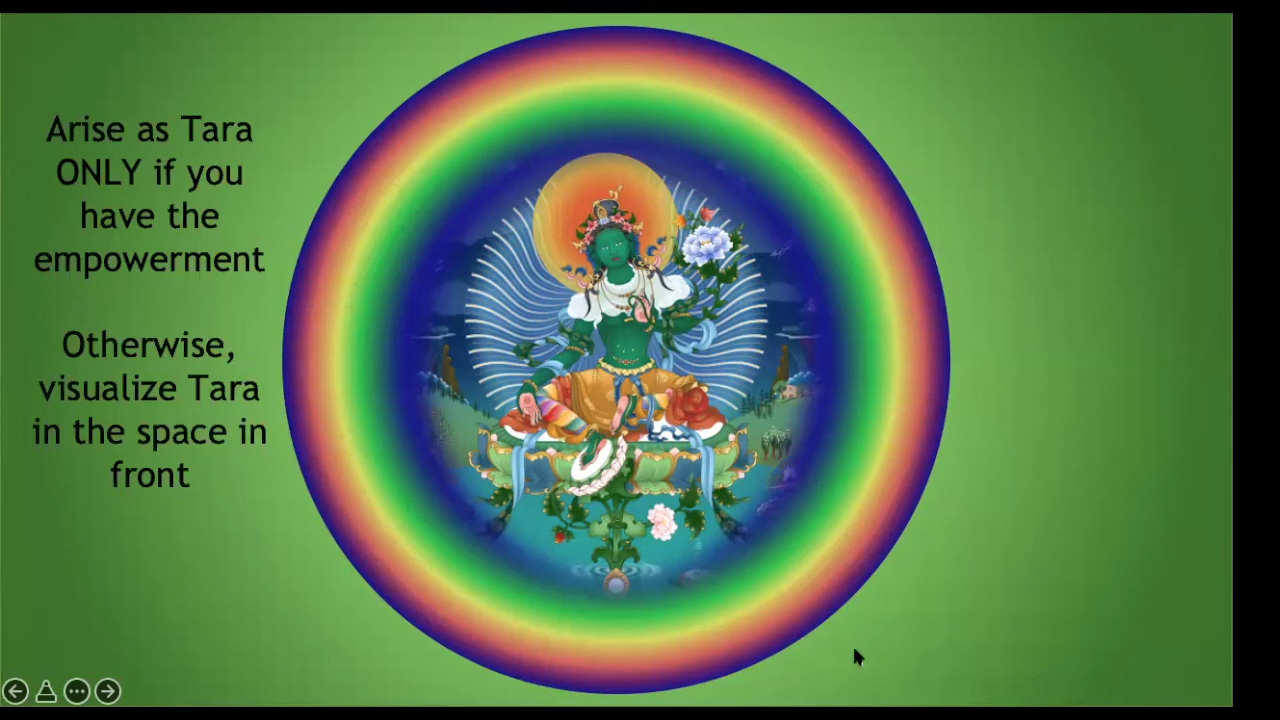 Arise as Tara
ONLY if you
have the
empowerment
Otherwise,
visualize Tara
in the space in
front